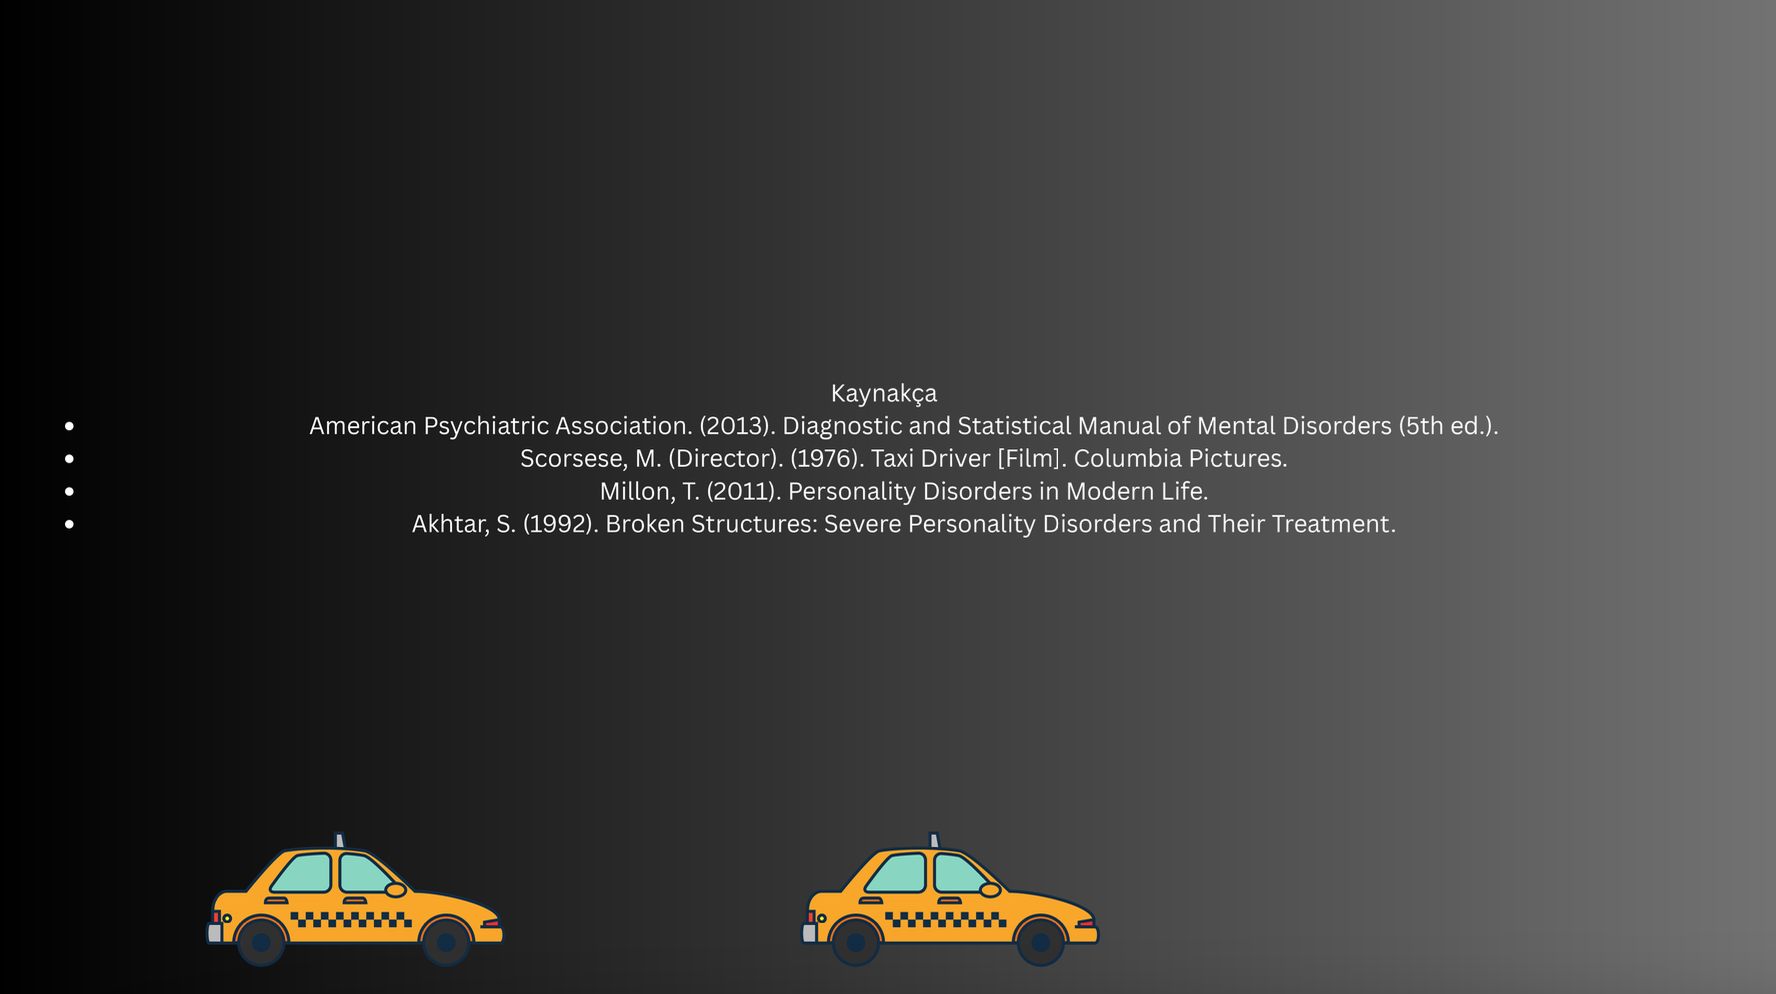 Kaynakça
• American Psychiatric Association. (2013). Diagnostic and Statistical Manual of Mental Disorders (5th ed.).
• Scorsese, M. (Director). (1976). Taxi Driver [Film]. Columbia Pictures.
• Millon, T. (2011). Personality Disorders in Modern Life.
• Akhtar, S. (1992). Broken Structures: Severe Personality Disorders and Their Treatment.